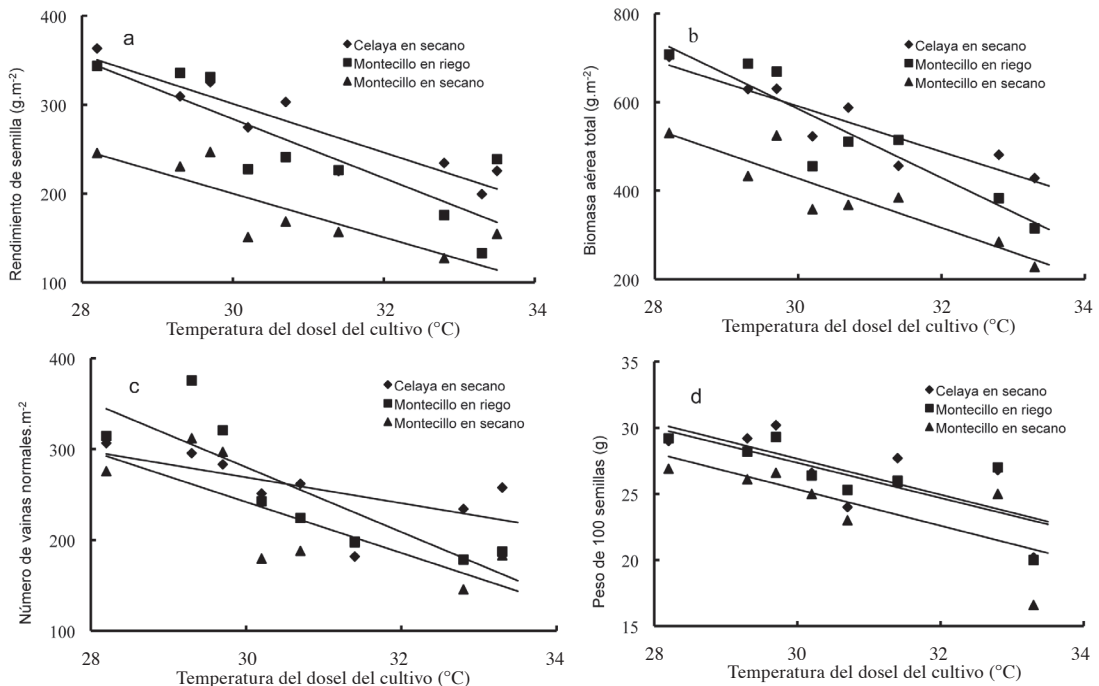 a
Rendimiento de semilla (g.m-2)
400
300
200
100
Celaya en secano
Montecillo en riego
Montecillo en secano
28
30
32
34
Temperatura del dosel del cultivo (°C)
b
Biomasa aérea total (g.m-2)
800
600
400
200
Celaya en secano
Montecillo en riego
Montecillo en secano
28
30
32
34
Temperatura del dosel del cultivo (°C)
c
Número de vainas normales.m-2
400
300
200
100
Celaya en secano
Montecillo en riego
Montecillo en secano
28
30
32
34
Temperatura del dosel del cultivo (°C)
d
Peso de 100 semillas (g)
35
30
25
20
15
Celaya en secano
Montecillo en riego
Montecillo en secano
28
30
32
34
Temperatura del dosel del cultivo (°C)